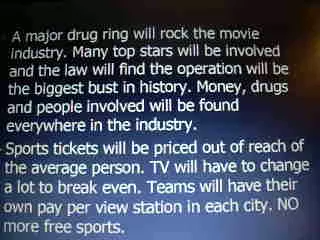 A major drug ring will rock the movie
industry. Many top stars will be involved
and the law will find the operation will be
the biggest bust in history. Money, drugs
and people involved will be found
everywhere in the industry.
Sports tickets will be priced out of reach of
the average person. TV will have to change
a lot to break even. Teams will have their
own pay per view station in each city. NO
more free sports.